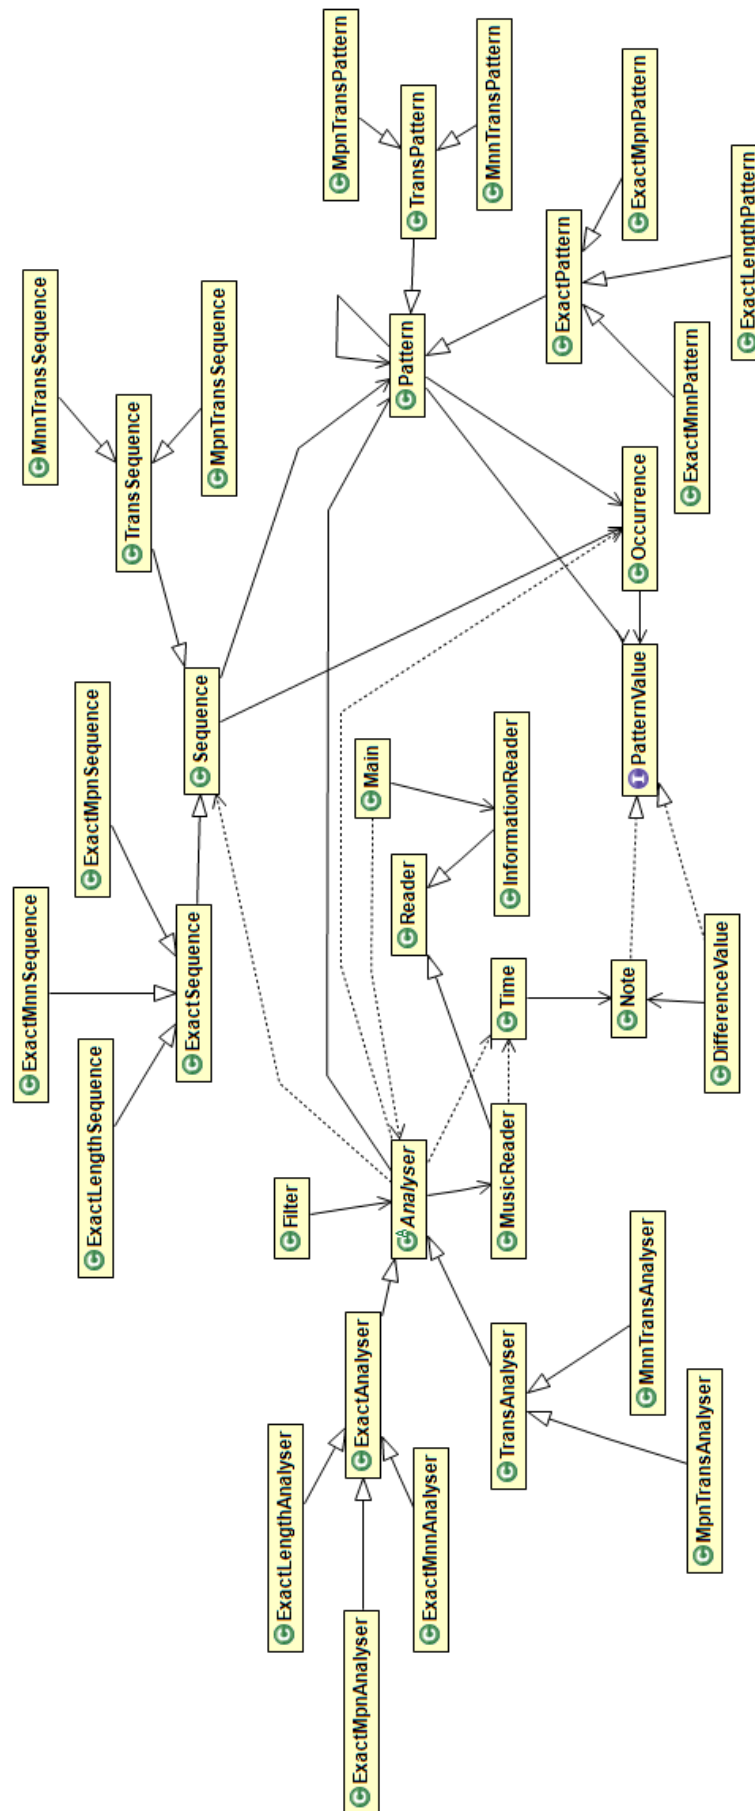 ExactMnnSequence
MnnTransSequence
ExactLengthSequence
ExactMpnSequence
TransSequence
ExactSequence
Sequence
MpnTransSequence
ExactLengthAnalyser
Filter
MpnTransPattern
ExactMpnAnalyser
ExactAnalyser
Main
Analyser
Reader
Pattern
TransPattern
ExactMnnAnalyser
MnnTransPattern
TransAnalyser
MusicReader
Time
InformationReader
ExactPattern
Note
PatternValue
Occurrence
ExactMpnPattern
MnnTransAnalyser
ExactMnnPattern
MpnTransAnalyser
DifferenceValue
ExactLengthPattern